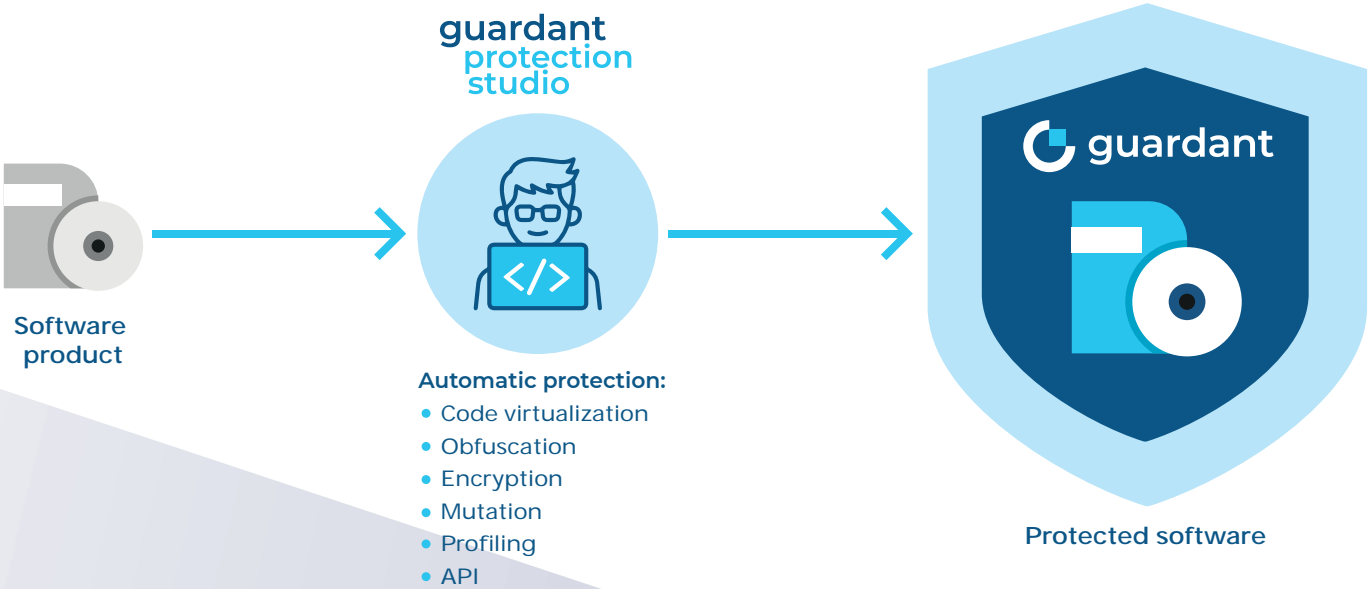 guardant
protection
studio
guardant
</>
Software
product
Automatic protection:
• Code virtualization
• Obfuscation
• Encryption
• Mutation
• Profiling
• API
Protected software